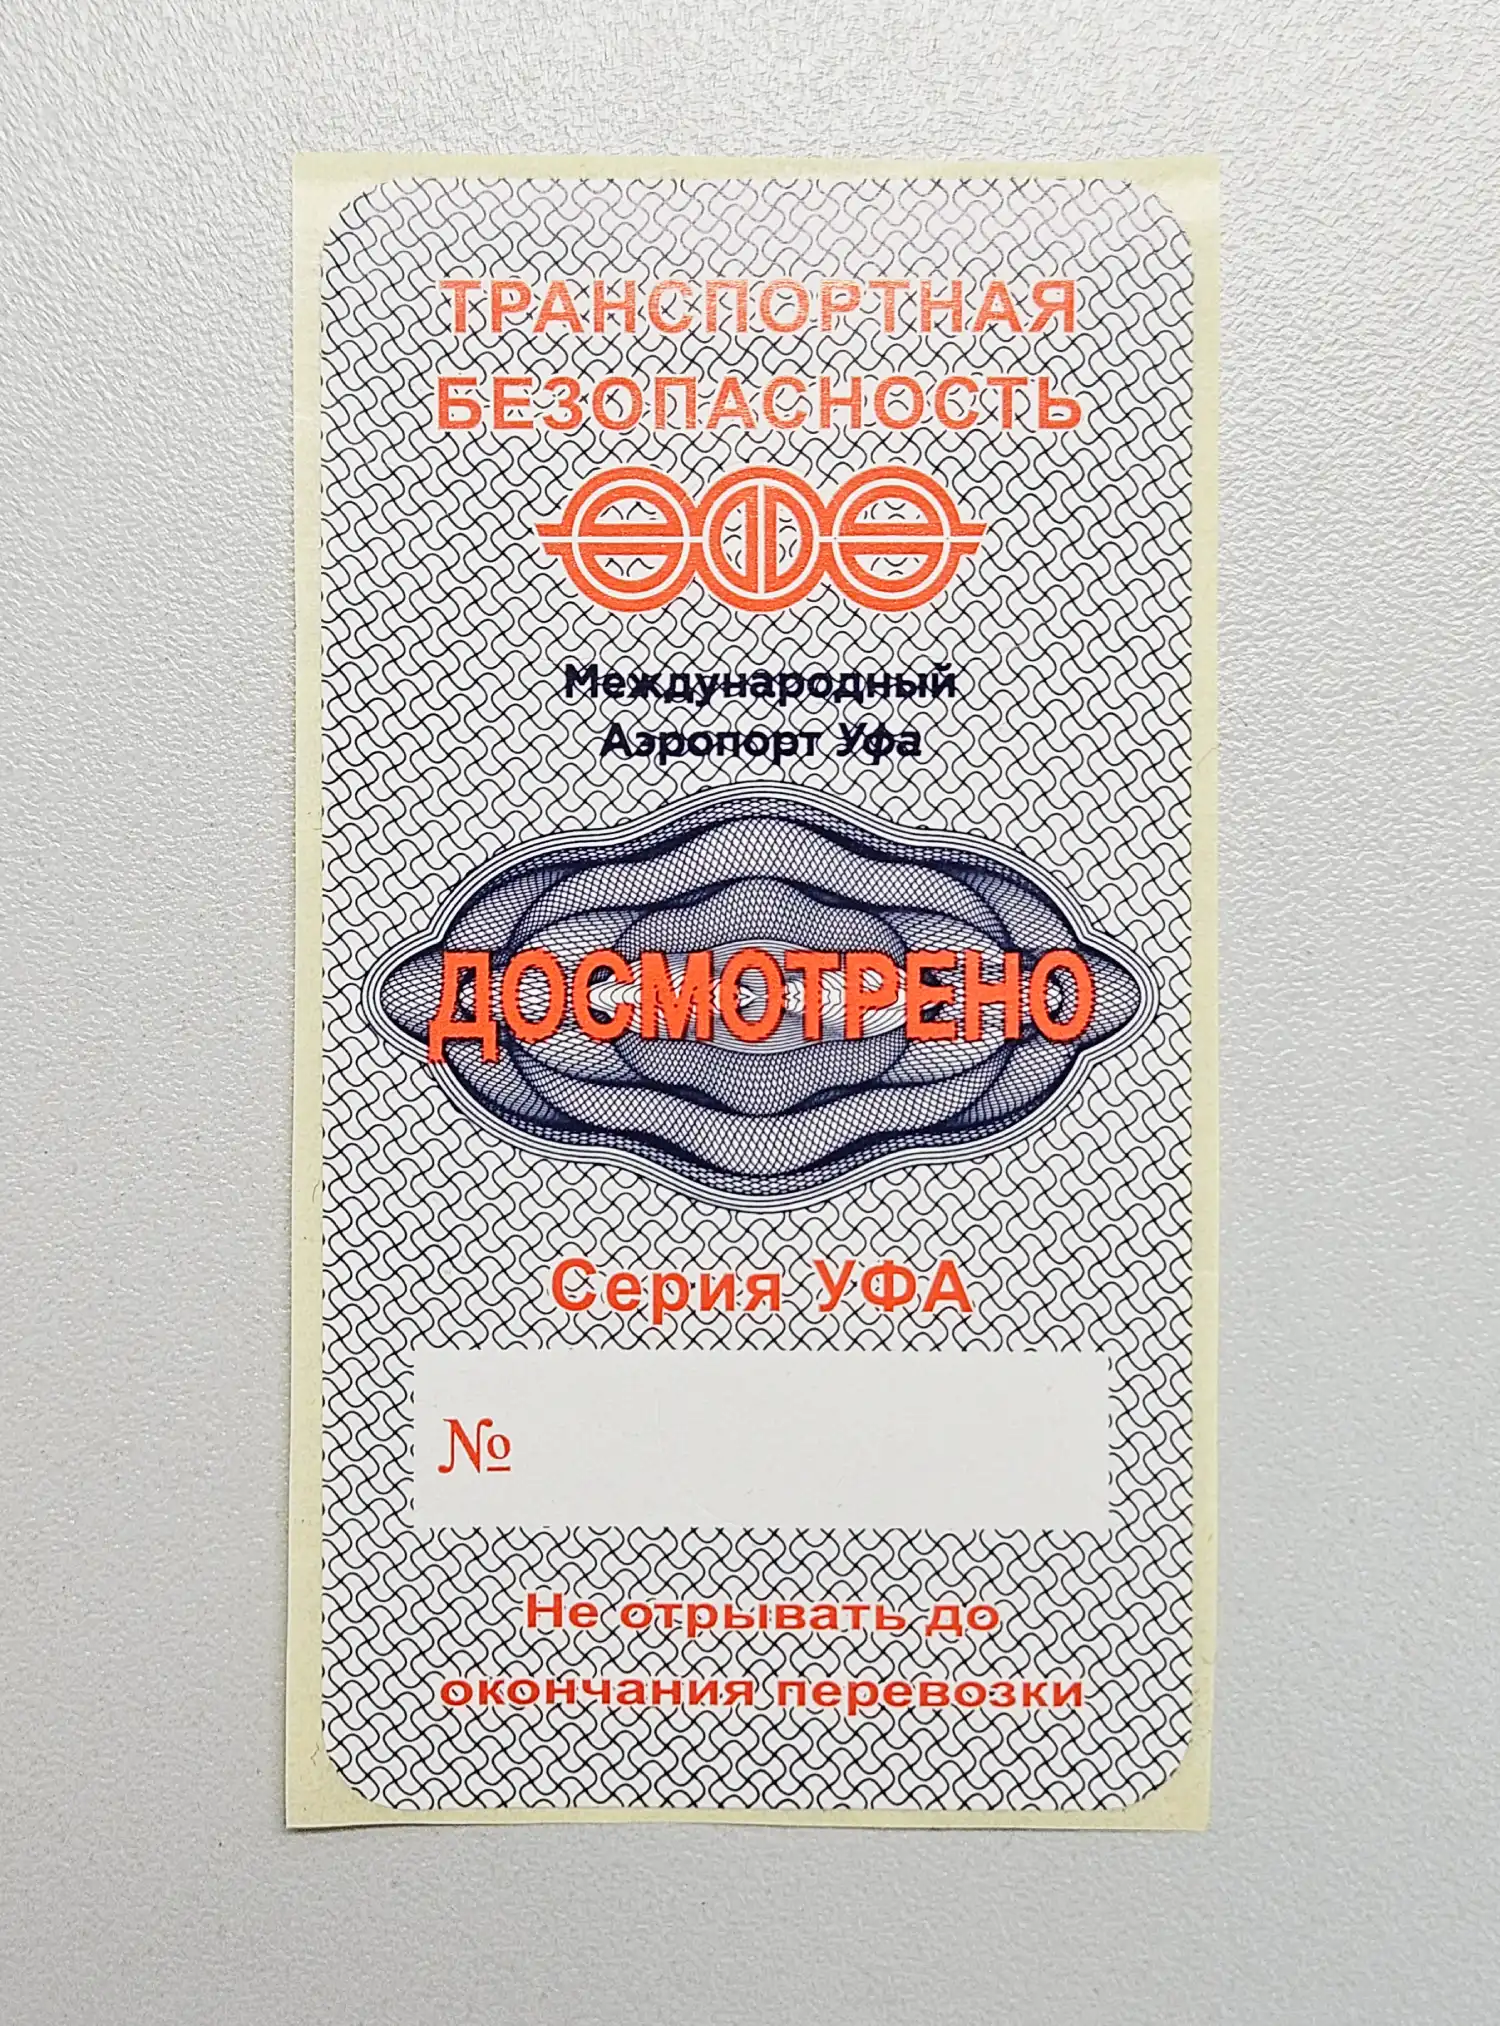 ТРАНСПОРТНАЯ
БЕЗОПАСНОСТЬ
Международный
Аэропорт Уфа
ДОСМОТРЕНО
Серия УФА
№
Не отрывать до
окончания перевозки